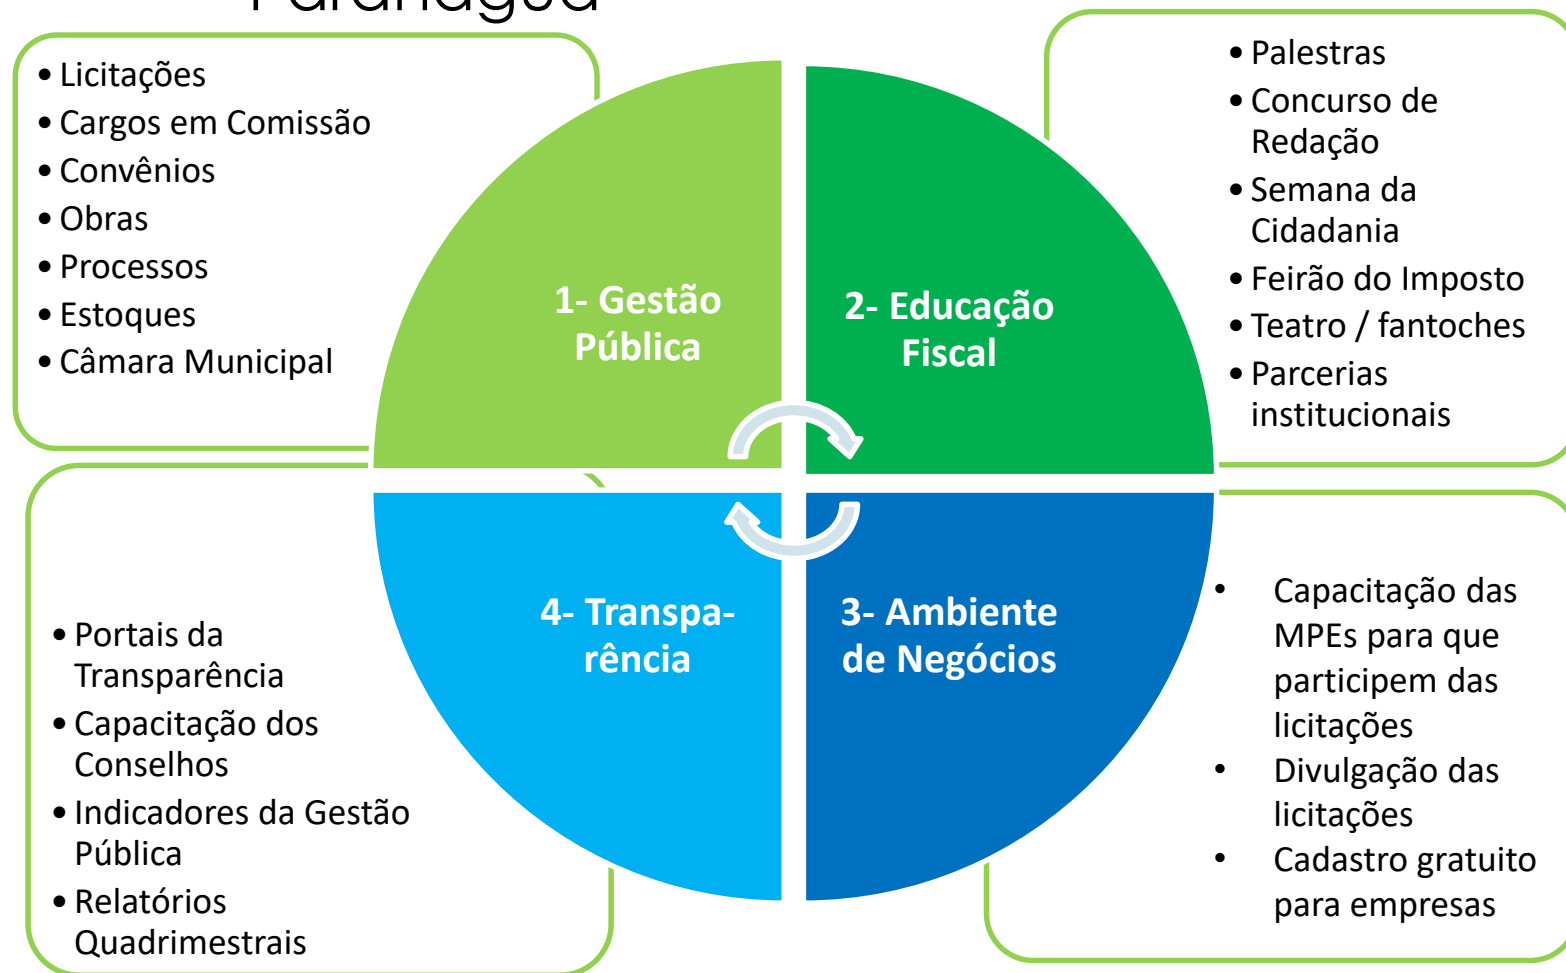 Paranaguá
• Licitações
• Cargos em Comissão
• Convênios
• Obras
• Processos
• Estoques
• Câmara Municipal
1- Gestão
Pública
2- Educação
Fiscal
• Palestras
• Concurso de
Redação
• Semana da
Cidadania
• Feirão do Imposto
• Teatro / fantoches
• Parcerias
institucionais
• Portais da
Transparência
• Capacitação dos
Conselhos
• Indicadores da Gestão
Pública
• Relatórios
Quadrimestrais
4- Transpa-
rência
3- Ambiente
de Negócios
• Capacitação das
MPEs para que
participem das
licitações
• Divulgação das
licitações
• Cadastro gratuito
para empresas